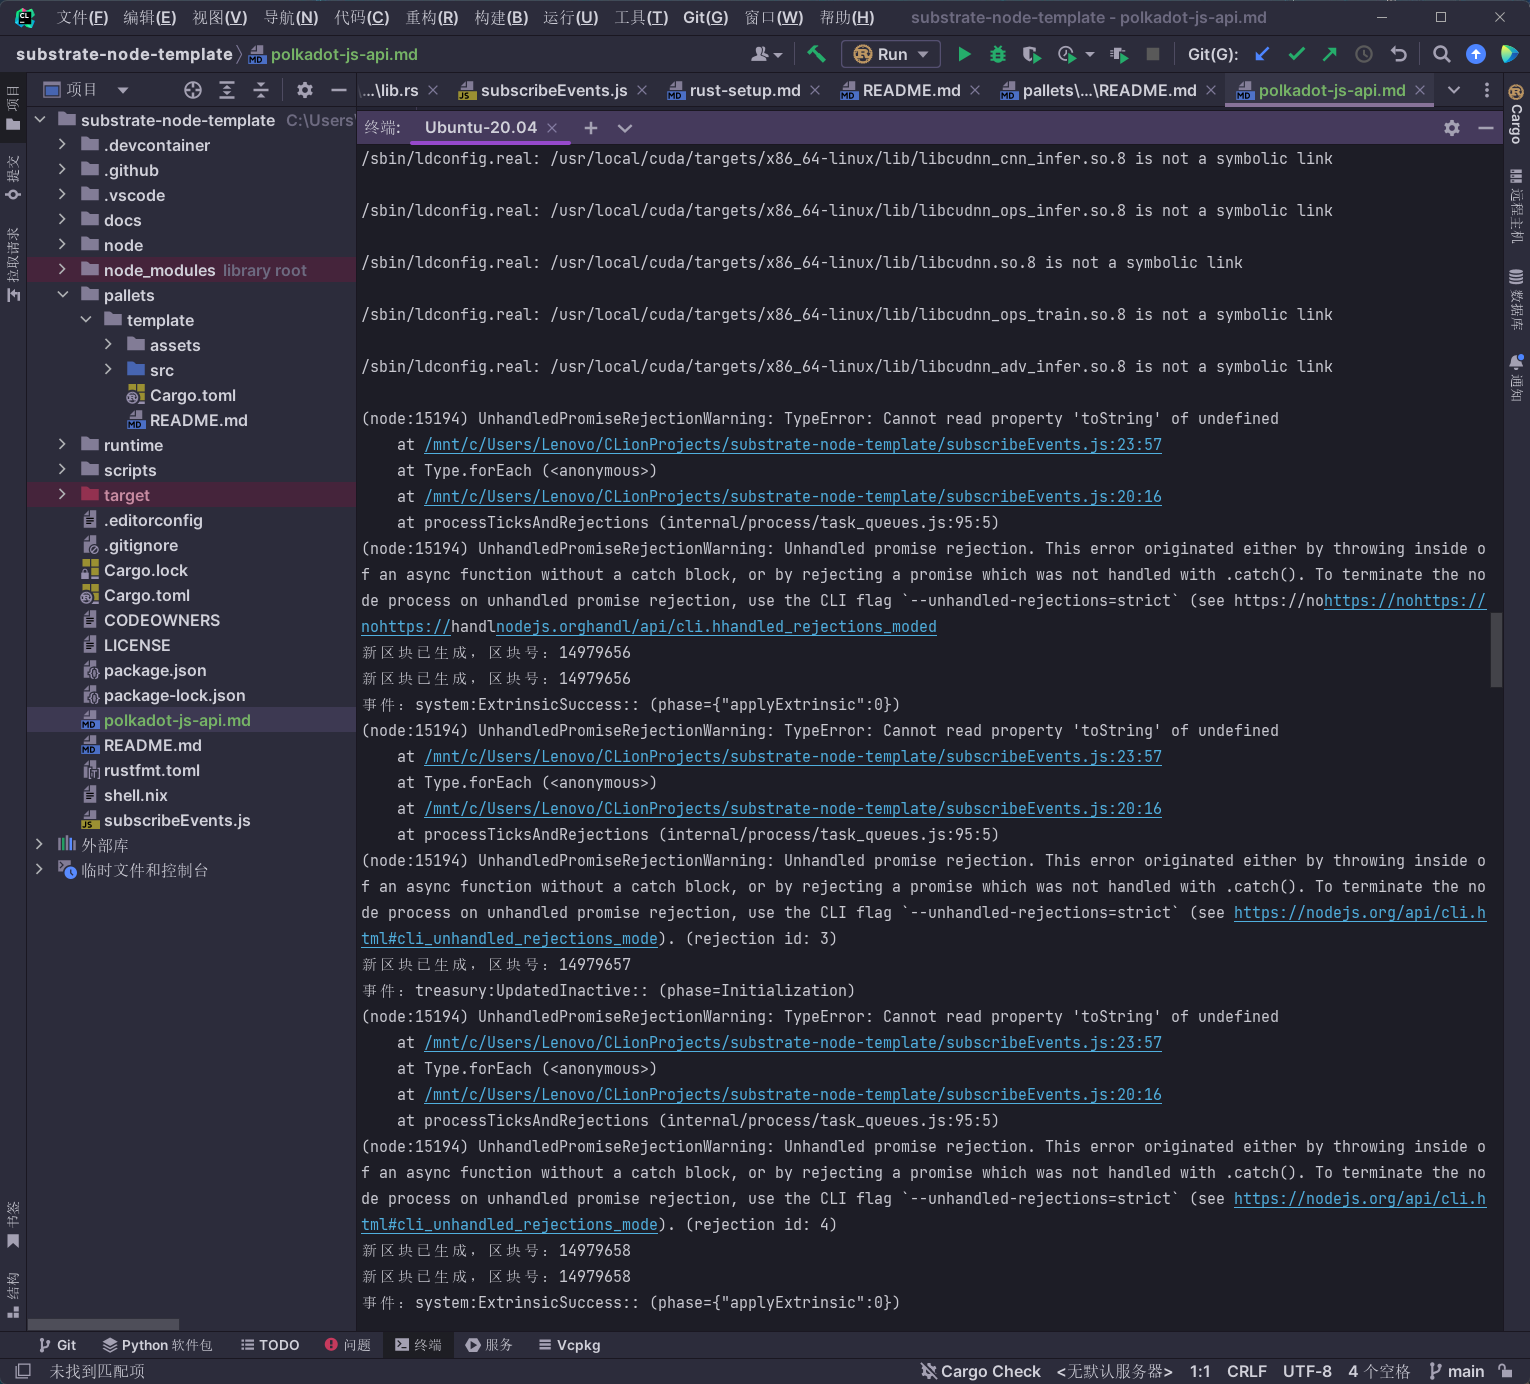 文件(F) 编辑(E) 视图(V) 导航(N) 代码(C) 重构(R) 构建(B) 运行(U) 工具(T) Git(G) 窗口(W) 帮助(H) substrate-node-template - polkadot-js-api.md
substrate-node-template polkadot-js-api.md Run Git(G):
项目
...\lib.rs subscribeEvents.js rust-setup.md README.md pallets\...\README.md polkadot-js-api.md
终端: Ubuntu-20.04
项目
提交
拉取请求
书签
结构
substrate-node-template C:\Users\
.devcontainer
.github
.vscode
docs
node
node_modules library root
pallets
template
assets
src
Cargo.toml
README.md
runtime
scripts
target
.editorconfig
.gitignore
Cargo.lock
Cargo.toml
CODEOWNERS
LICENSE
package.json
package-lock.json
polkadot-js-api.md
README.md
rustfmt.toml
shell.nix
subscribeEvents.js
外部库
临时文件和控制台
/sbin/ldconfig.real: /usr/local/cuda/targets/x86_64-linux/lib/libcudnn_cnn_infer.so.8 is not a symbolic link
/sbin/ldconfig.real: /usr/local/cuda/targets/x86_64-linux/lib/libcudnn_ops_infer.so.8 is not a symbolic link
/sbin/ldconfig.real: /usr/local/cuda/targets/x86_64-linux/lib/libcudnn.so.8 is not a symbolic link
/sbin/ldconfig.real: /usr/local/cuda/targets/x86_64-linux/lib/libcudnn_ops_train.so.8 is not a symbolic link
/sbin/ldconfig.real: /usr/local/cuda/targets/x86_64-linux/lib/libcudnn_adv_infer.so.8 is not a symbolic link
(node:15194) UnhandledPromiseRejectionWarning: TypeError: Cannot read property 'toString' of undefined
at /mnt/c/Users/Lenovo/CLionProjects/substrate-node-template/subscribeEvents.js:23:57
at Type.forEach (<anonymous>)
at /mnt/c/Users/Lenovo/CLionProjects/substrate-node-template/subscribeEvents.js:20:16
at processTicksAndRejections (internal/process/task_queues.js:95:5)
(node:15194) UnhandledPromiseRejectionWarning: Unhandled promise rejection. This error originated either by throwing inside o
f an async function without a catch block, or by rejecting a promise which was not handled with .catch(). To terminate the no
de process on unhandled promise rejection, use the CLI flag `--unhandled-rejections=strict` (see https://nohttps://nohttps://
nohttps://handlnodejs.orghandl/api/cli.hhandled_rejections_moded
新区块已生成，区块号：14979656
新区块已生成，区块号：14979656
事件：system:ExtrinsicSuccess:: (phase={"applyExtrinsic":0})
(node:15194) UnhandledPromiseRejectionWarning: TypeError: Cannot read property 'toString' of undefined
at /mnt/c/Users/Lenovo/CLionProjects/substrate-node-template/subscribeEvents.js:23:57
at Type.forEach (<anonymous>)
at /mnt/c/Users/Lenovo/CLionProjects/substrate-node-template/subscribeEvents.js:20:16
at processTicksAndRejections (internal/process/task_queues.js:95:5)
(node:15194) UnhandledPromiseRejectionWarning: Unhandled promise rejection. This error originated either by throwing inside o
f an async function without a catch block, or by rejecting a promise which was not handled with .catch(). To terminate the no
de process on unhandled promise rejection, use the CLI flag `--unhandled-rejections=strict` (see https://nodejs.org/api/cli.h
tml#cli_unhandled_rejections_mode). (rejection id: 3)
新区块已生成，区块号：14979657
事件：treasury:UpdatedInactive:: (phase=Initialization)
(node:15194) UnhandledPromiseRejectionWarning: TypeError: Cannot read property 'toString' of undefined
at /mnt/c/Users/Lenovo/CLionProjects/substrate-node-template/subscribeEvents.js:23:57
at Type.forEach (<anonymous>)
at /mnt/c/Users/Lenovo/CLionProjects/substrate-node-template/subscribeEvents.js:20:16
at processTicksAndRejections (internal/process/task_queues.js:95:5)
(node:15194) UnhandledPromiseRejectionWarning: Unhandled promise rejection. This error originated either by throwing inside o
f an async function without a catch block, or by rejecting a promise which was not handled with .catch(). To terminate the no
de process on unhandled promise rejection, use the CLI flag `--unhandled-rejections=strict` (see https://nodejs.org/api/cli.h
tml#cli_unhandled_rejections_mode). (rejection id: 4)
新区块已生成，区块号：14979658
新区块已生成，区块号：14979658
事件：system:ExtrinsicSuccess:: (phase={"applyExtrinsic":0})
Cargo
远程主机
数据库
通知
Git Python 软件包 TODO 问题 终端 服务 Vcpkg
未找到匹配项 Cargo Check <无默认服务器> 1:1 CRLF UTF-8 4 个空格 main